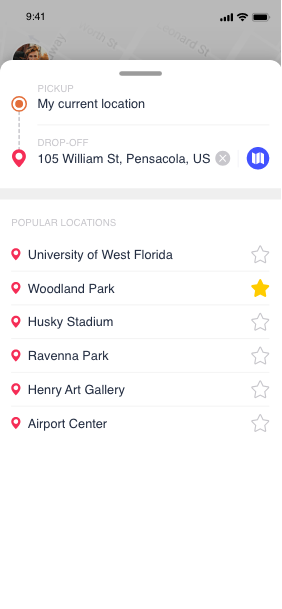 9:41
PICKUP
My current location
DROP-OFF
105 William St, Pensacola, US
POPULAR LOCATIONS
University of West Florida
Woodland Park
Husky Stadium
Ravenna Park
Henry Art Gallery
Airport Center